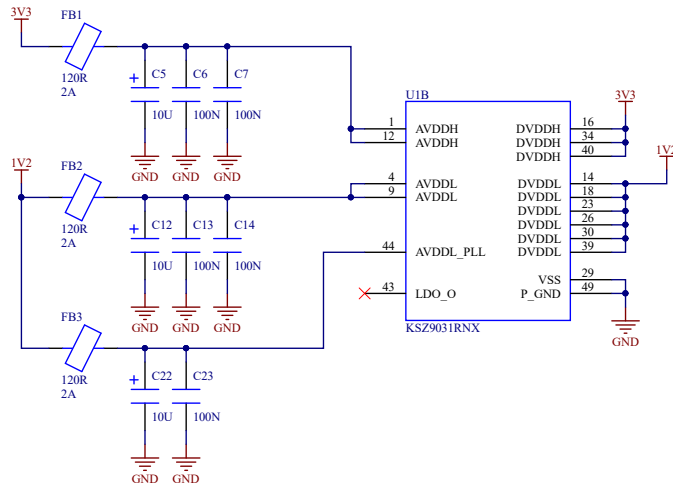 3V3
FB1
120R
2A
+
C5
C6
C7
10U
100N
100N
GND
GND
GND
1V2
FB2
120R
2A
+
C12
C13
C14
10U
100N
100N
GND
GND
GND
FB3
120R
2A
+
C22
C23
10U
100N
GND
GND
U1B
1 AVDDH
12 AVDDH
4 AVDDL
9 AVDDL
44 AVDDL_PLL
43 LDO_O
DVDDH 16
DVDDH 34
DVDDH 40
DVDDL 14
DVDDL 18
DVDDL 23
DVDDL 26
DVDDL 30
DVDDL 39
VSS 29
P_GND 49
KSZ9031RNX
3V3
1V2
GND